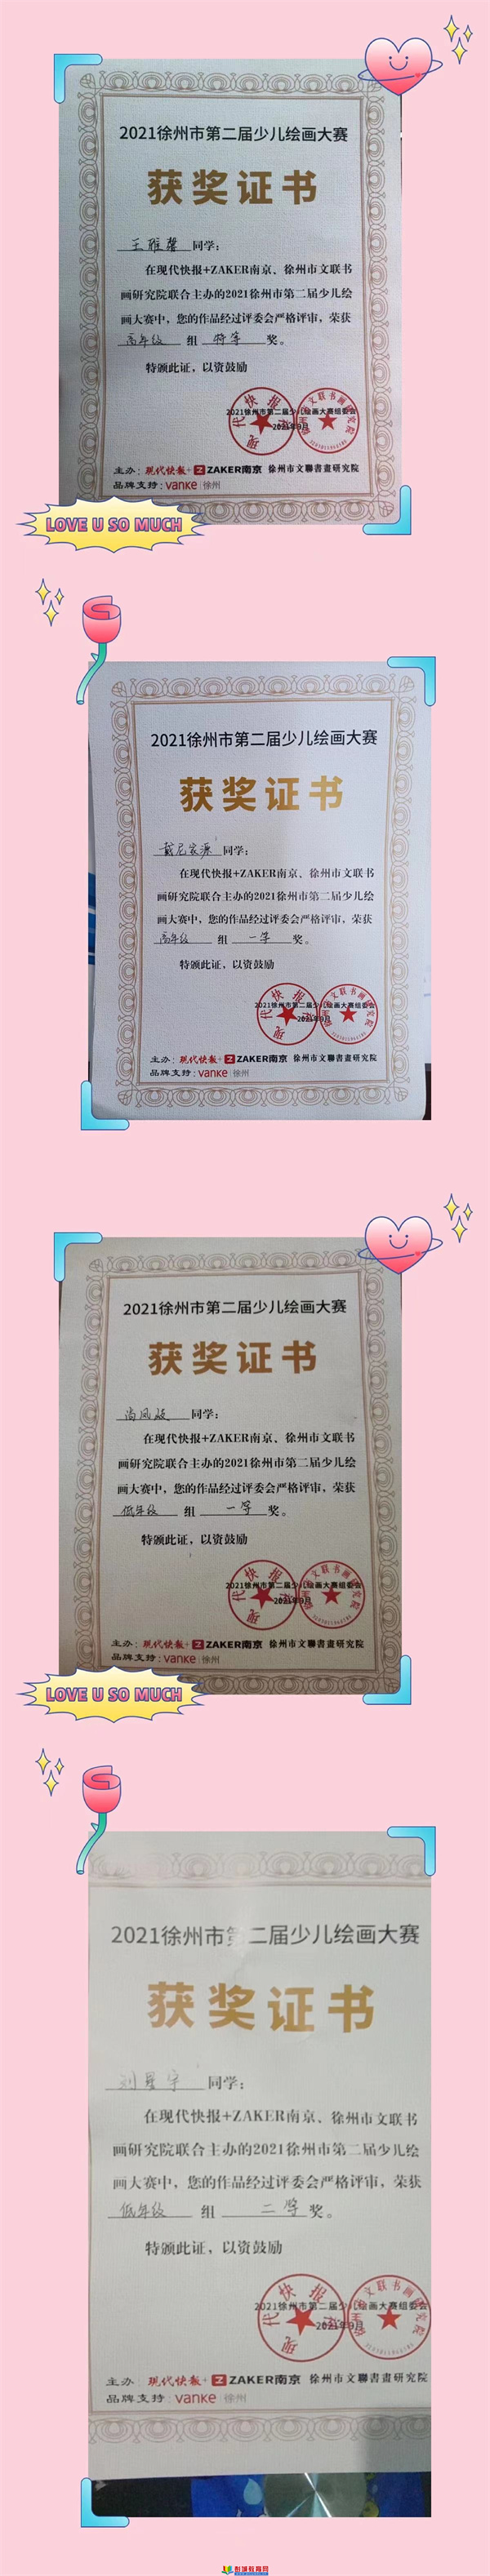 2021徐州市第二届少儿绘画大赛
获奖证书
王雅馨 同学：
在现代快报+ZAKER南京、徐州市文联书
画研究院联合主办的2021徐州市第二届少儿绘
画大赛中，您的作品经过评委会严格评审，荣获
高年级 组 特等 奖。
特颁此证，以资鼓励
2021徐州市第二届少儿绘画大赛组委会
2021年9月
主办：现代快报+ ZAKER南京 徐州市文聯書畫研究院
品牌支持：vanke 徐州
LOVE U SO MUCH
2021徐州市第二届少儿绘画大赛
获奖证书
戴尼家源 同学：
在现代快报+ZAKER南京、徐州市文联书
画研究院联合主办的2021徐州市第二届少儿绘
画大赛中，您的作品经过评委会严格评审，荣获
高年级 组 一等 奖。
特颁此证，以资鼓励
2021徐州市第二届少儿绘画大赛组委会
2021年9月
主办：现代快报+ ZAKER南京 徐州市文聯書畫研究院
品牌支持：vanke 徐州
2021徐州市第二届少儿绘画大赛
获奖证书
同学：
在现代快报+ZAKER南京、徐州市文联书
画研究院联合主办的2021徐州市第二届少儿绘
画大赛中，您的作品经过评委会严格评审，荣获
低年级 组 一等 奖。
特颁此证，以资鼓励
2021徐州市第二届少儿绘画大赛组委会
2021年9月
主办：现代快报+ ZAKER南京 徐州市文聯書畫研究院
品牌支持：vanke 徐州
LOVE U SO MUCH
2021徐州市第二届少儿绘画大赛
获奖证书
刘星宇 同学：
在现代快报+ZAKER南京、徐州市文联书
画研究院联合主办的2021徐州市第二届少儿绘
画大赛中，您的作品经过评委会严格评审，荣获
低年级 组 二等 奖。
特颁此证，以资鼓励
2021徐州市第二届少儿绘画大赛组委会
2021年9月
主办：现代快报+ ZAKER南京 徐州市文聯書畫研究院
品牌支持：vanke 徐州